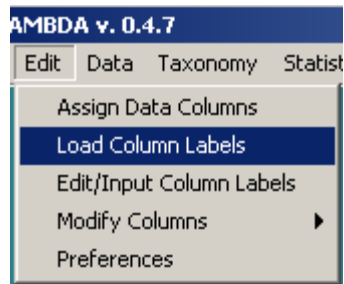 AMBDA v. 0.4.7
Edit Data Taxonomy Statist
Assign Data Columns
Load Column Labels
Edit/Input Column Labels
Modify Columns
Preferences